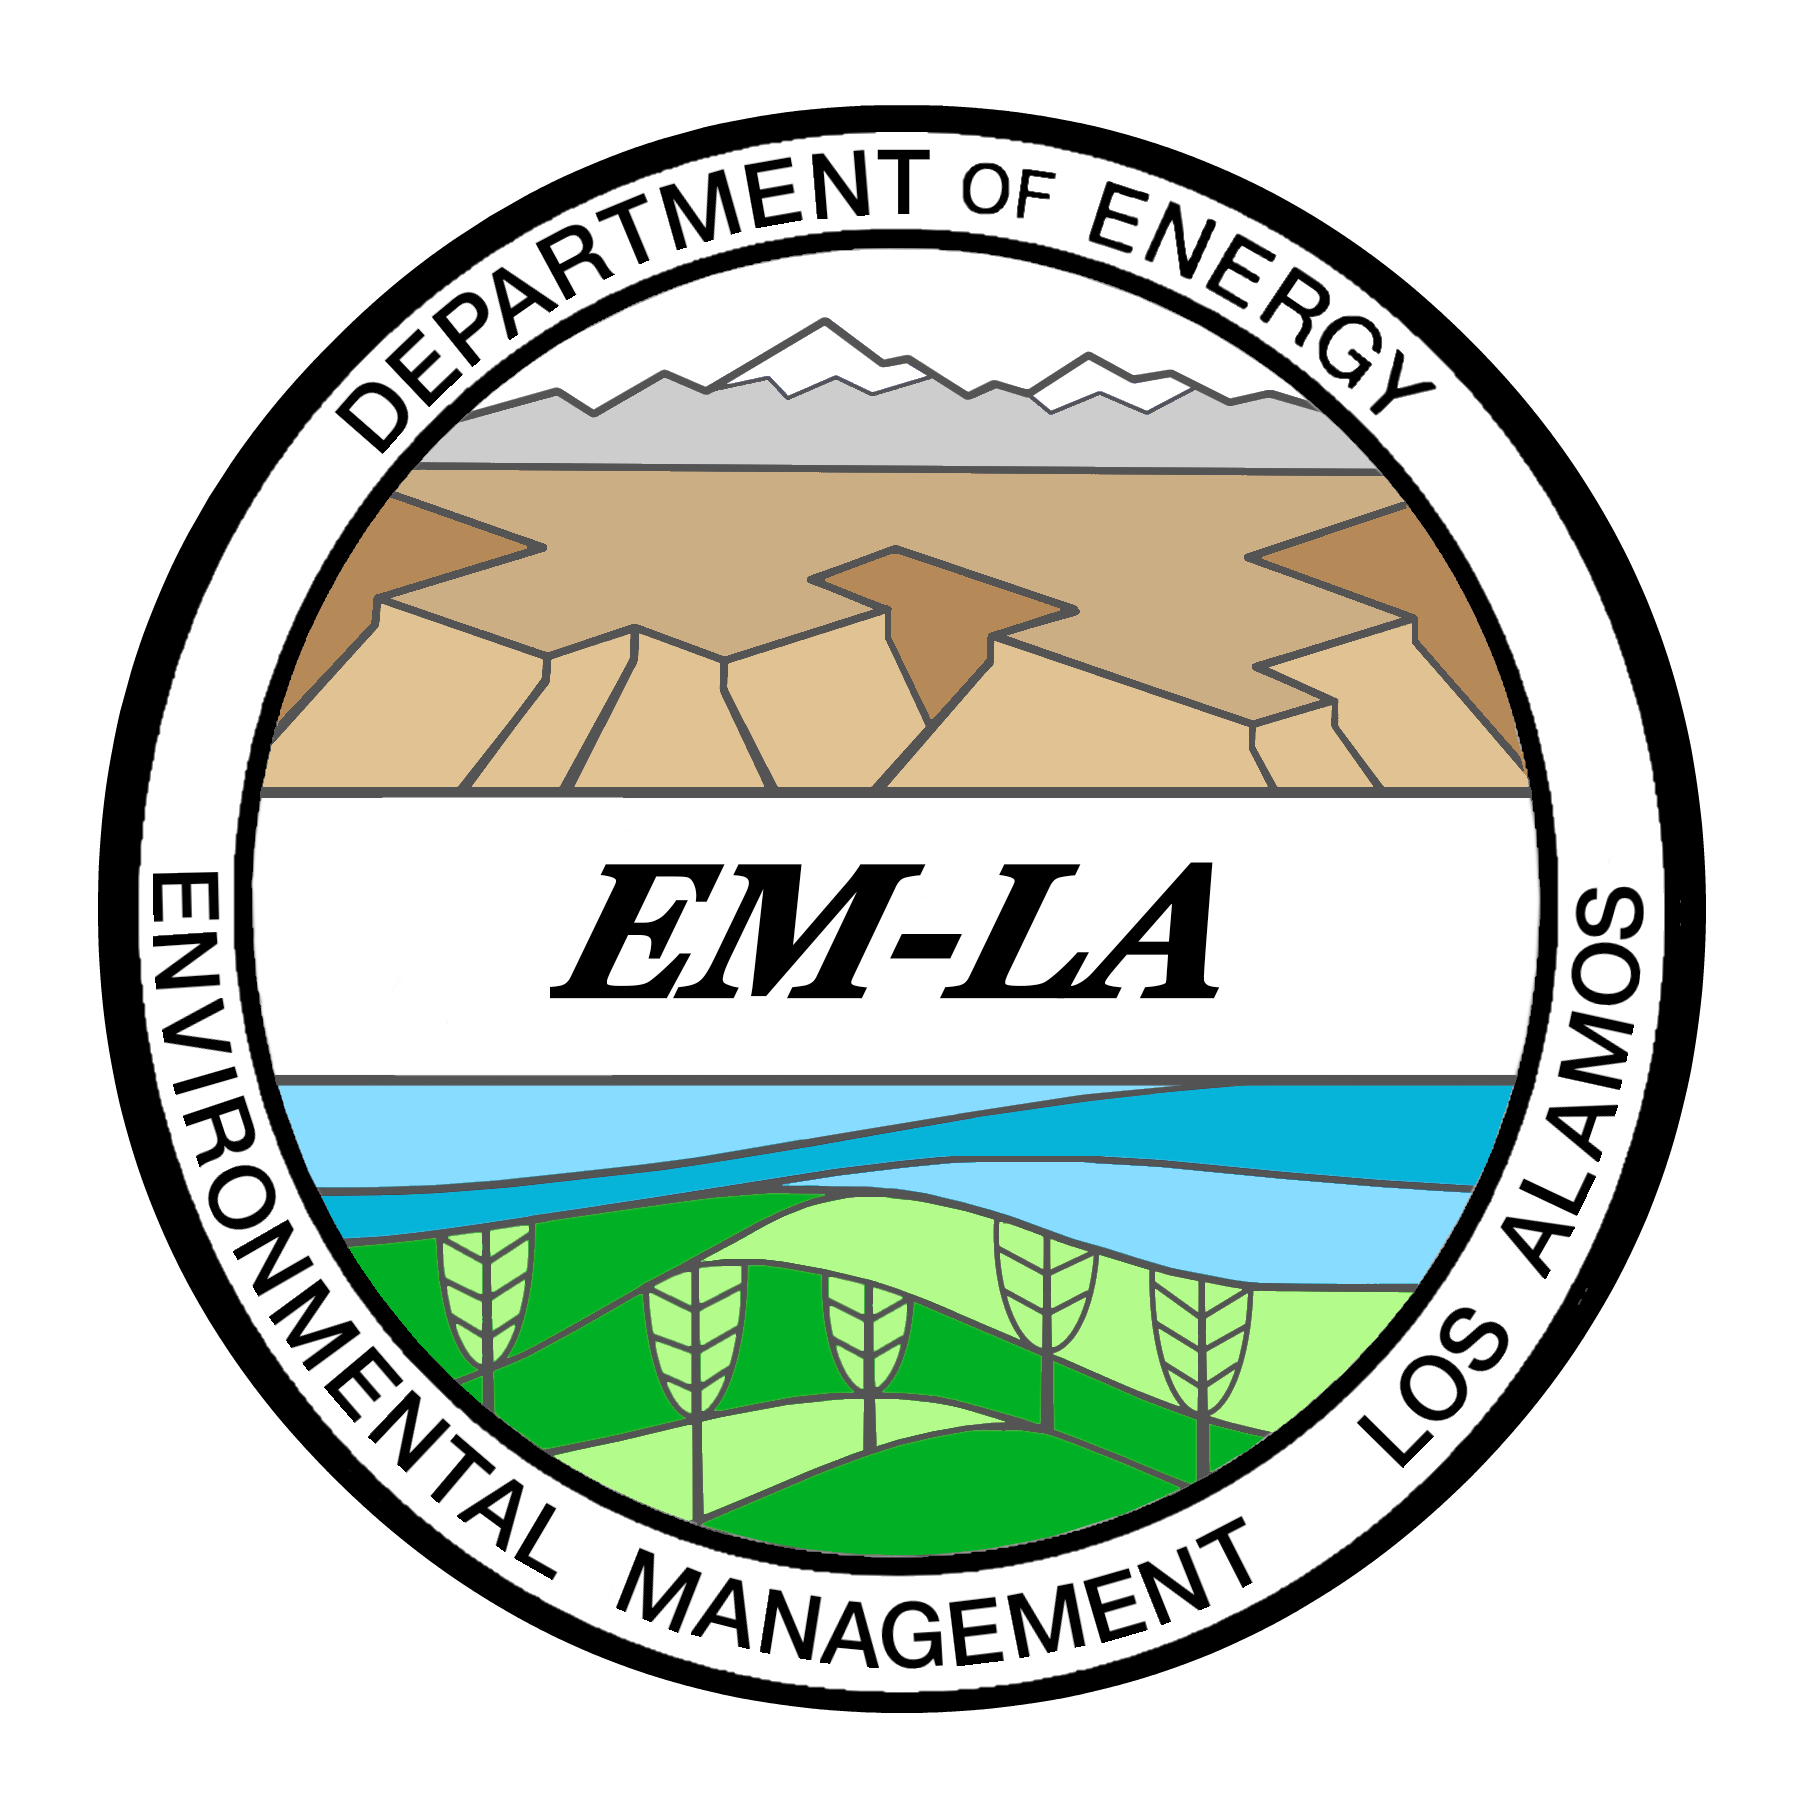 DEPARTMENT OF ENERGY
EM-LA
ENVIRONMENTAL MANAGEMENT LOS ALAMOS